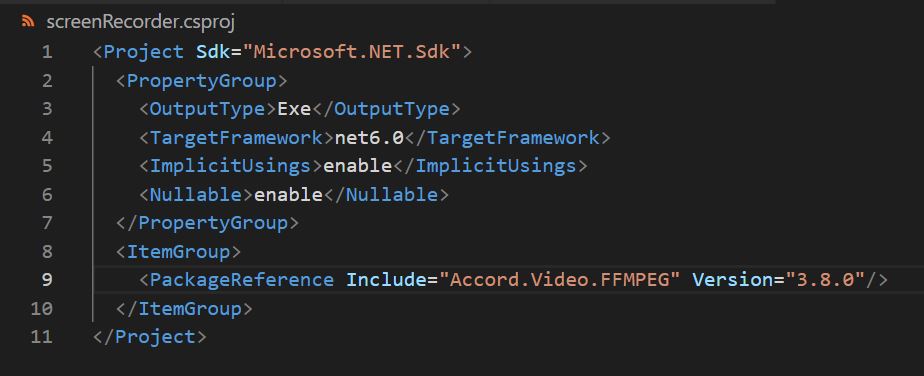 screenRecorder.csproj
1 <Project Sdk="Microsoft.NET.Sdk">
2 <PropertyGroup>
3 <OutputType>Exe</OutputType>
4 <TargetFramework>net6.0</TargetFramework>
5 <ImplicitUsings>enable</ImplicitUsings>
6 <Nullable>enable</Nullable>
7 </PropertyGroup>
8 <ItemGroup>
9 <PackageReference Include="Accord.Video.FFMPEG" Version="3.8.0"/>
10 </ItemGroup>
11 </Project>